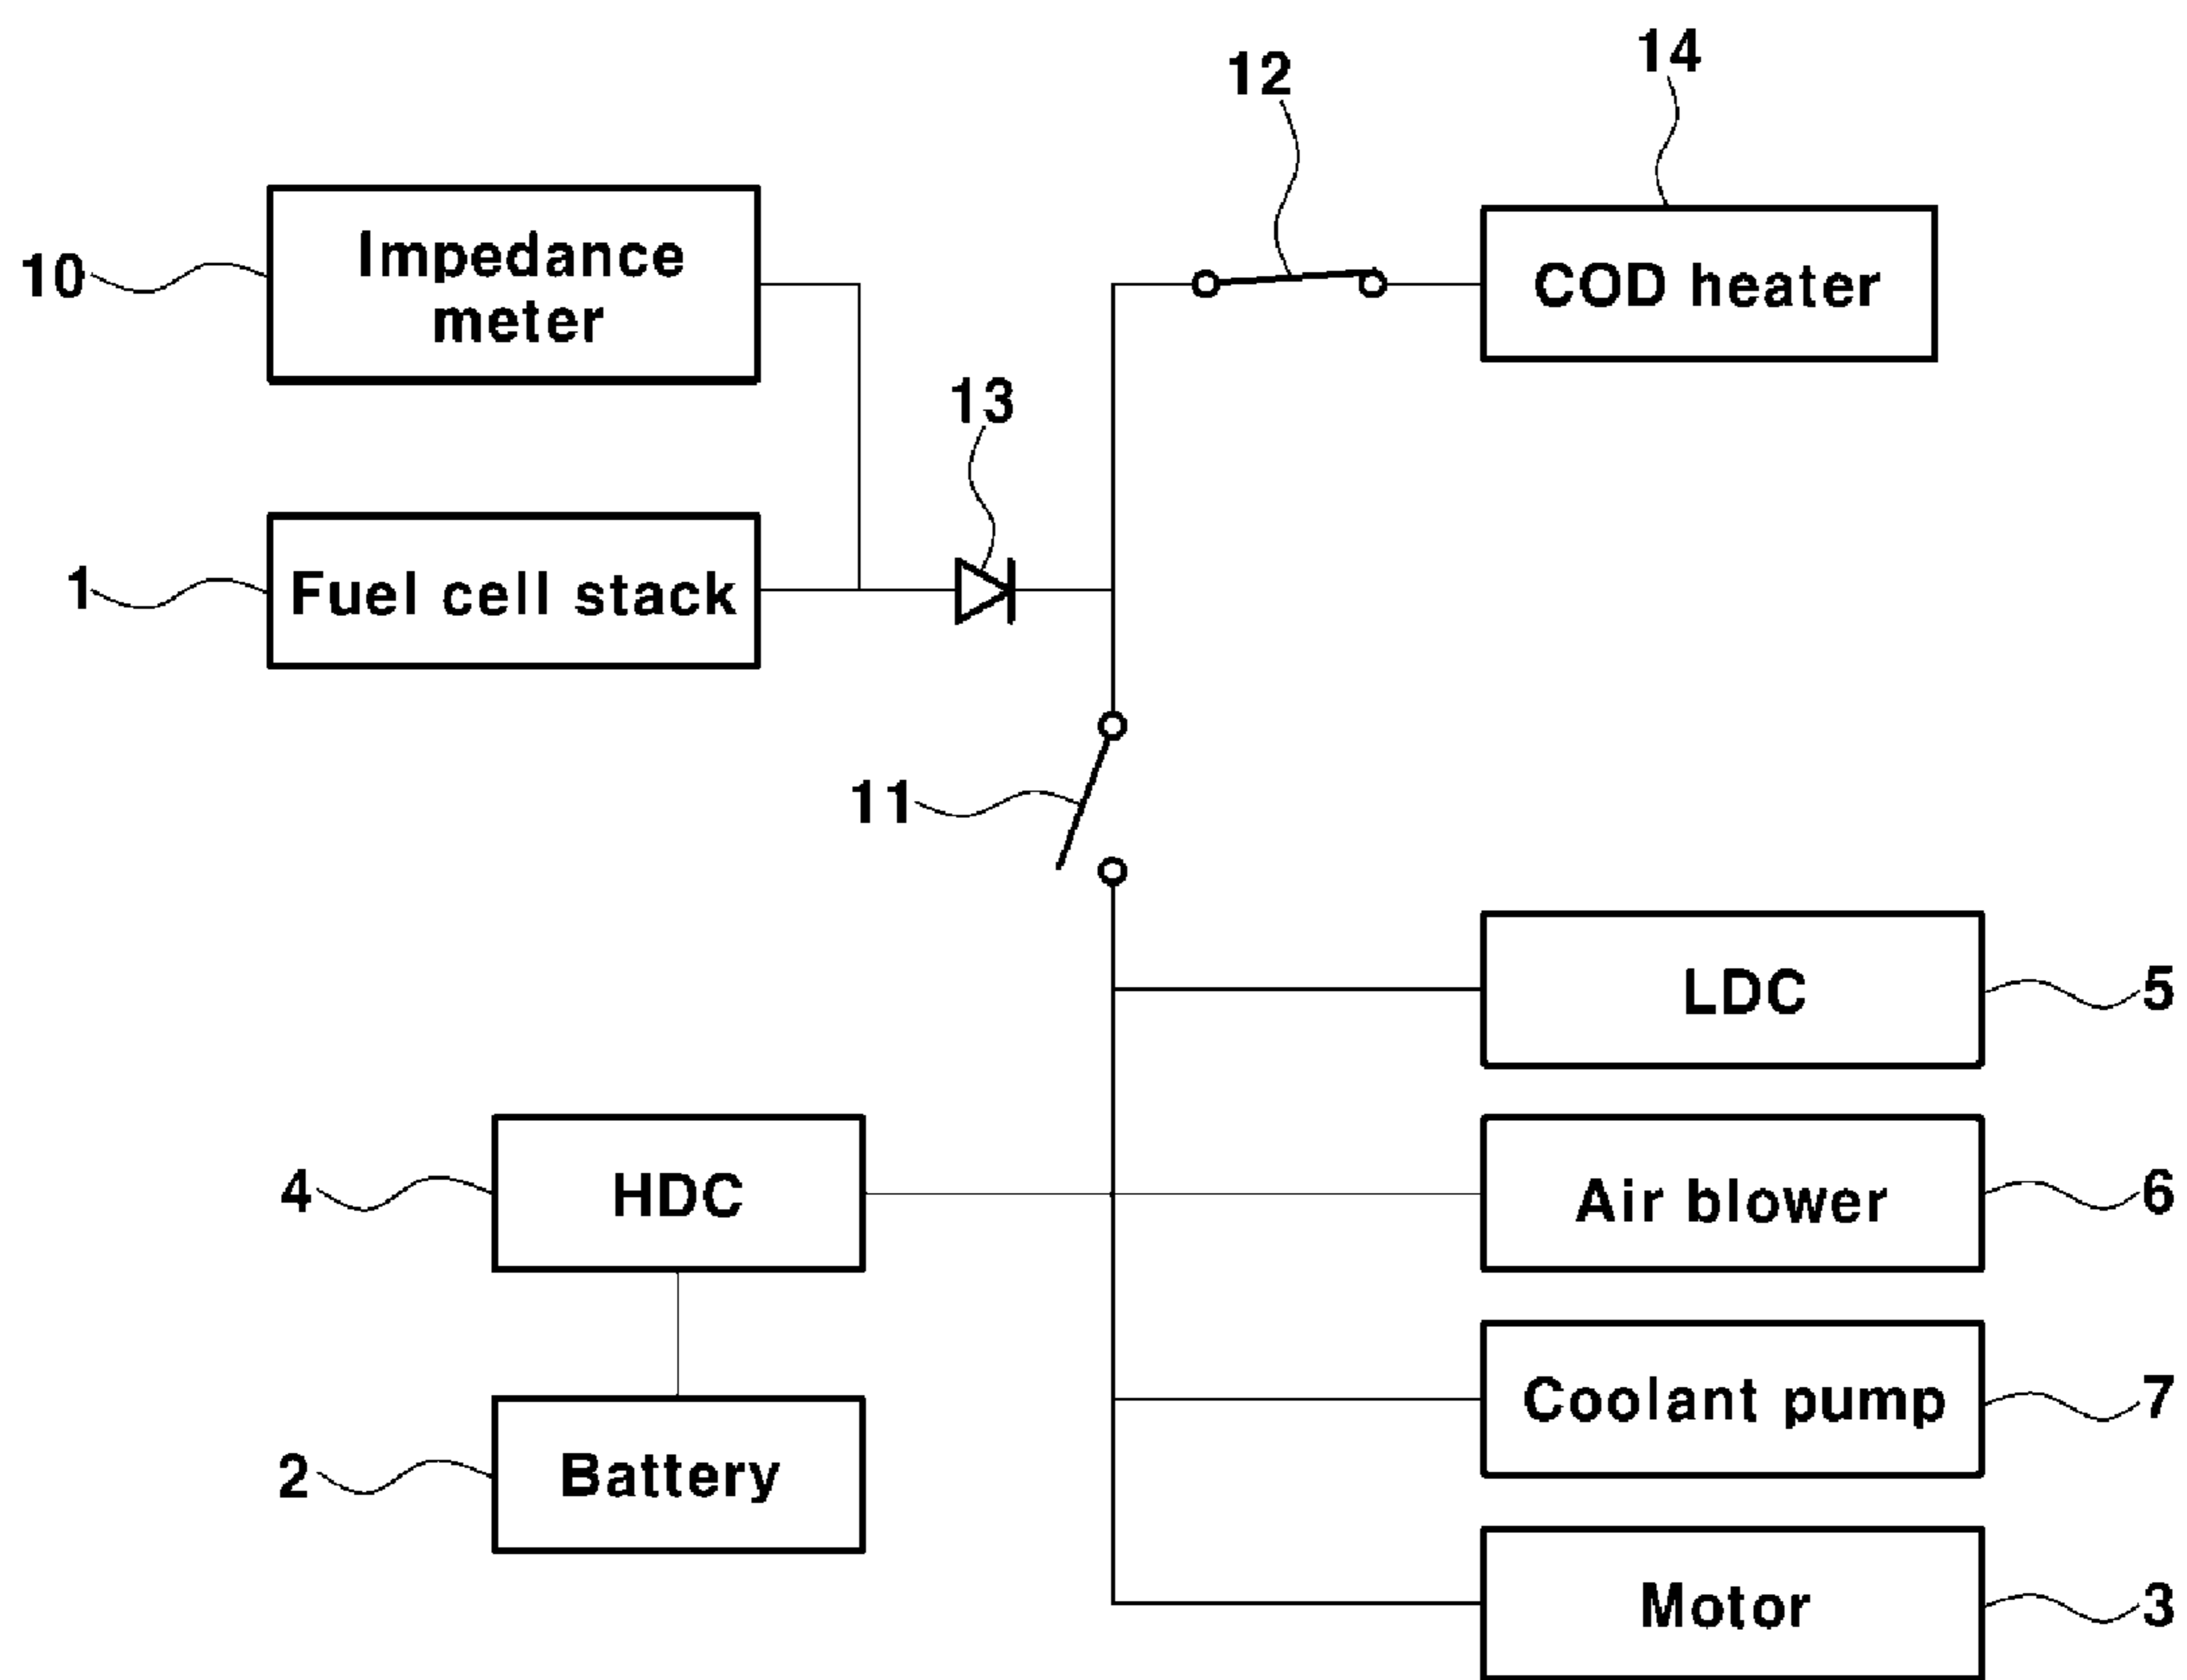 14
12
10
Impedance
meter
COD heater
13
1
Fuel cell stack
11
LDC
5
4
HDC
Air blower
6
2
Battery
Coolant pump
7
Motor
3